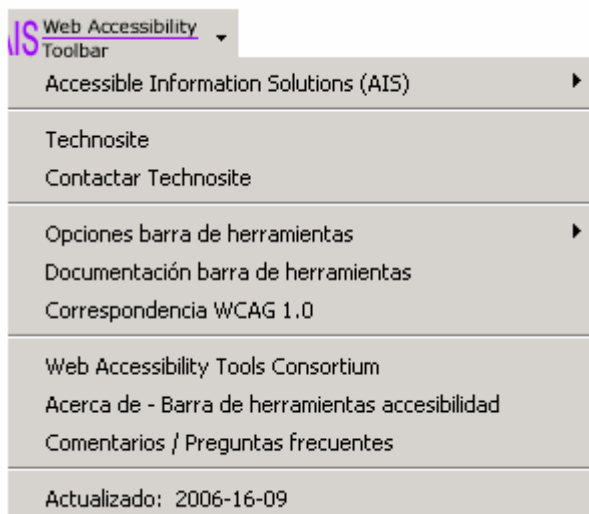 AIS Web Accessibility
Toolbar
Accessible Information Solutions (AIS)
Technosite
Contactar Technosite
Opciones barra de herramientas
Documentación barra de herramientas
Correspondencia WCAG 1.0
Web Accessibility Tools Consortium
Acerca de - Barra de herramientas accesibilidad
Comentarios / Preguntas frecuentes
Actualizado: 2006-16-09